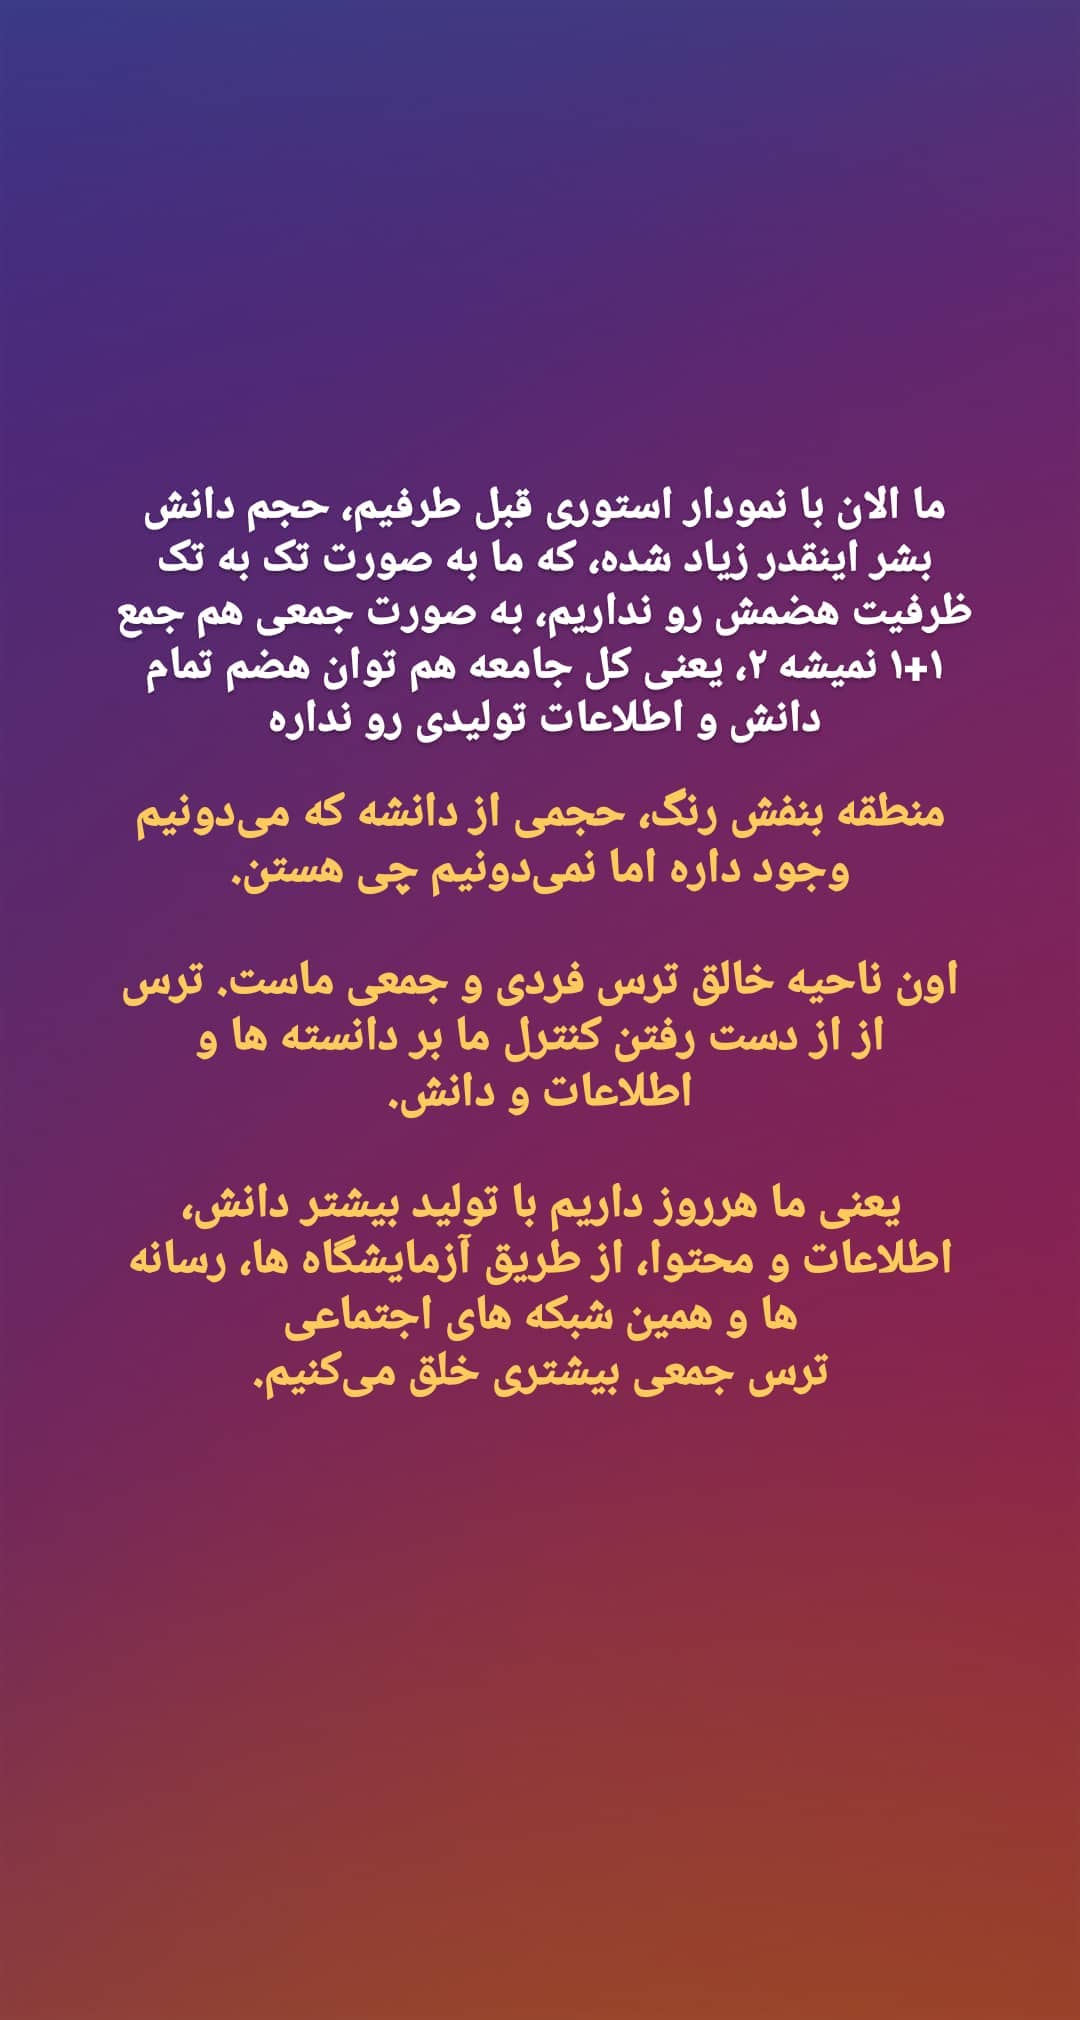 ما الان با نمودار استوری قبل طرفیم، حجم دانش
بشر اینقدر زیاد شده، که ما به صورت تک به تک
ظرفیت هضمش رو نداریم، به صورت جمعی هم جمع
۱+۱ نمیشه ۲، یعنی کل جامعه هم توان هضم تمام
دانش و اطلاعات تولیدی رو نداره
منطقه بنفش رنگ، حجمی از دانشه که می‌دونیم
وجود داره اما نمی‌دونیم چی هستن.
اون ناحیه خالق ترس فردی و جمعی ماست. ترس
از از دست رفتن کنترل ما بر دانسته ها و
اطلاعات و دانش.
یعنی ما هرروز داریم با تولید بیشتر دانش،
اطلاعات و محتوا، از طریق آزمایشگاه ها، رسانه
ها و همین شبکه های اجتماعی
ترس جمعی بیشتری خلق می‌کنیم.